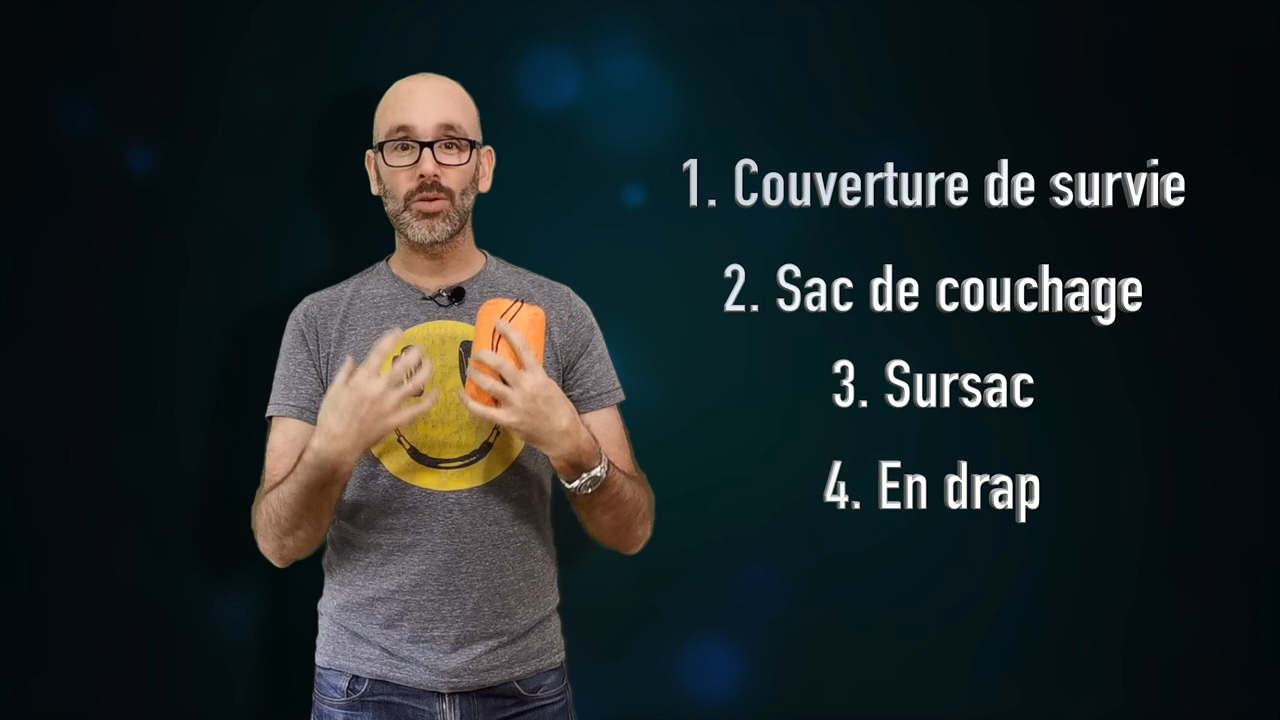 1. Couverture de survie
2. Sac de couchage
3. Sursac
4. En drap